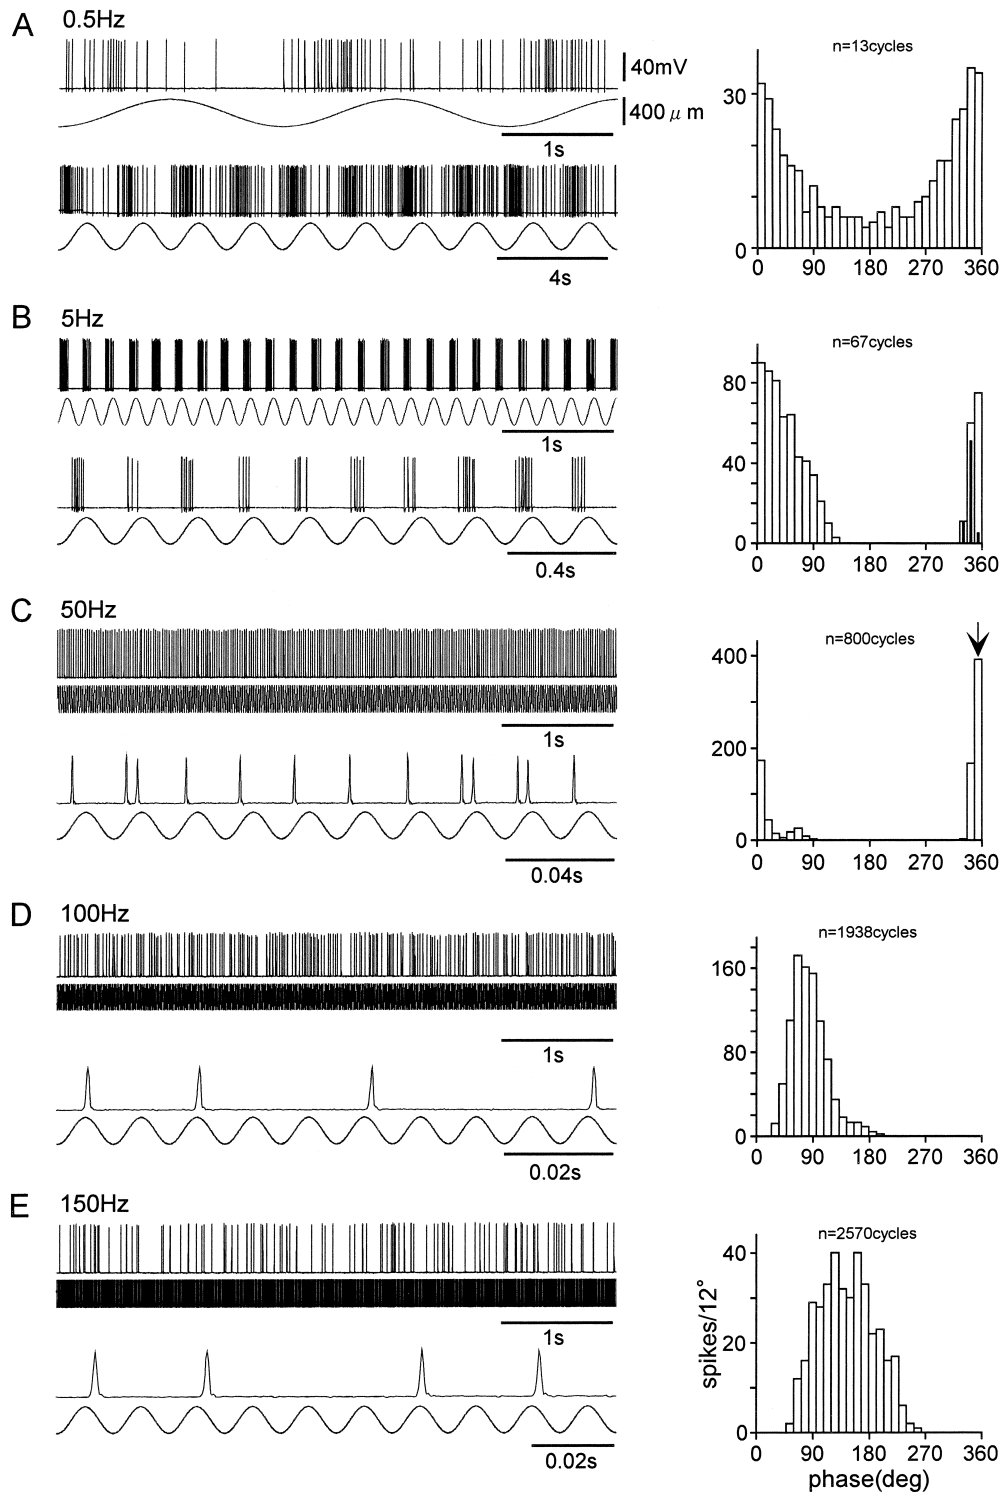 A
0.5Hz
40mV
400 μm
1s
4s
n=13cycles
30
0
0 90 180 270 360
B
5Hz
1s
0.4s
n=67cycles
80
40
0
0 90 180 270 360
C
50Hz
1s
0.04s
n=800cycles
400
200
0
0 90 180 270 360
D
100Hz
1s
0.02s
n=1938cycles
160
80
0
0 90 180 270 360
E
150Hz
1s
0.02s
n=2570cycles
spikes/12°
40
20
0
0 90 180 270 360
phase(deg)